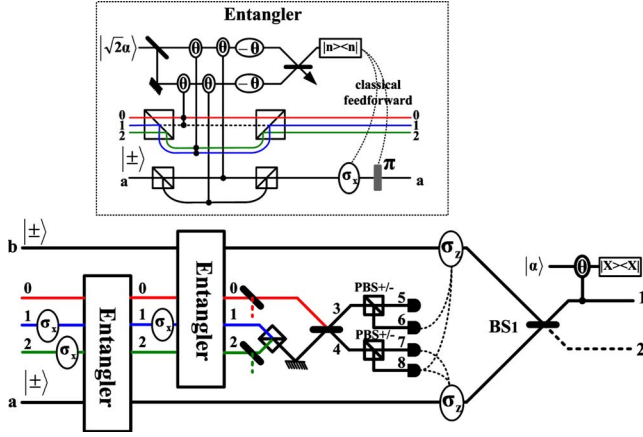 Entangler
|√2α⟩ θ θ −θ |n><n|
θ θ −θ
classical
feedforward
0 0
1 1
2 2
|±⟩ π
a σx a
b |±⟩ σz
Entangler
0 0 0
1 σx 1 σx 1
2 σx 2 2
Entangler
3 PBS+/- 5
6
4 PBS+/- 7
8
|α⟩ θ |X><X|
1
BS1
2
|±⟩
a σz